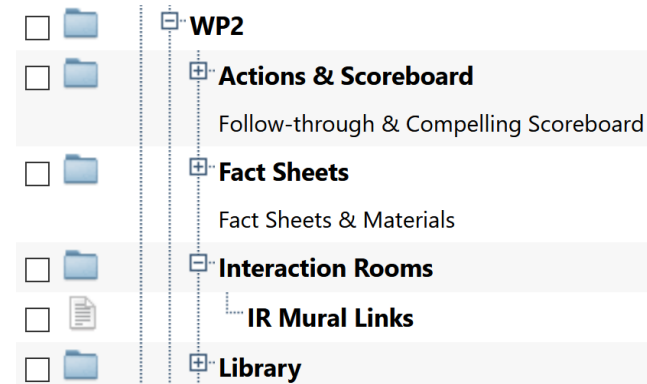 WP2
Actions & Scoreboard
Follow-through & Compelling Scoreboard
Fact Sheets
Fact Sheets & Materials
Interaction Rooms
IR Mural Links
Library